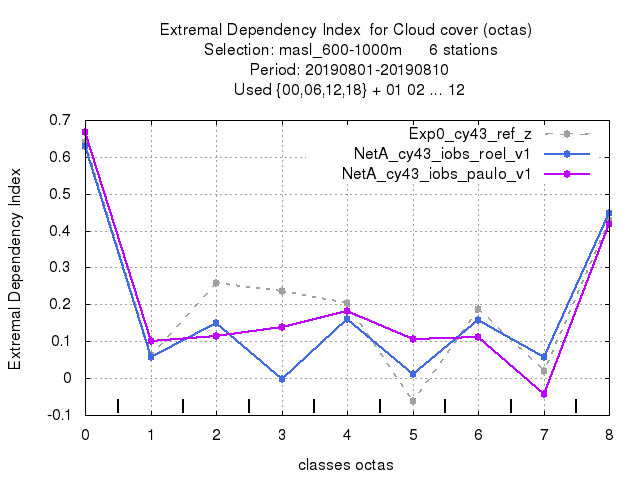 Extremal Dependency Index  for Cloud cover (octas)
Selection: masl_600-1000m      6 stations
Period: 20190801-20190810
Used {00,06,12,18} + 01 02 ... 12
Exp0_cy43_ref_z
NetA_cy43_iobs_roel_v1
NetA_cy43_iobs_paulo_v1
Extremal Dependency Index
0.7
0.6
0.5
0.4
0.3
0.2
0.1
0
-0.1
0 1 2 3 4 5 6 7 8
classes octas